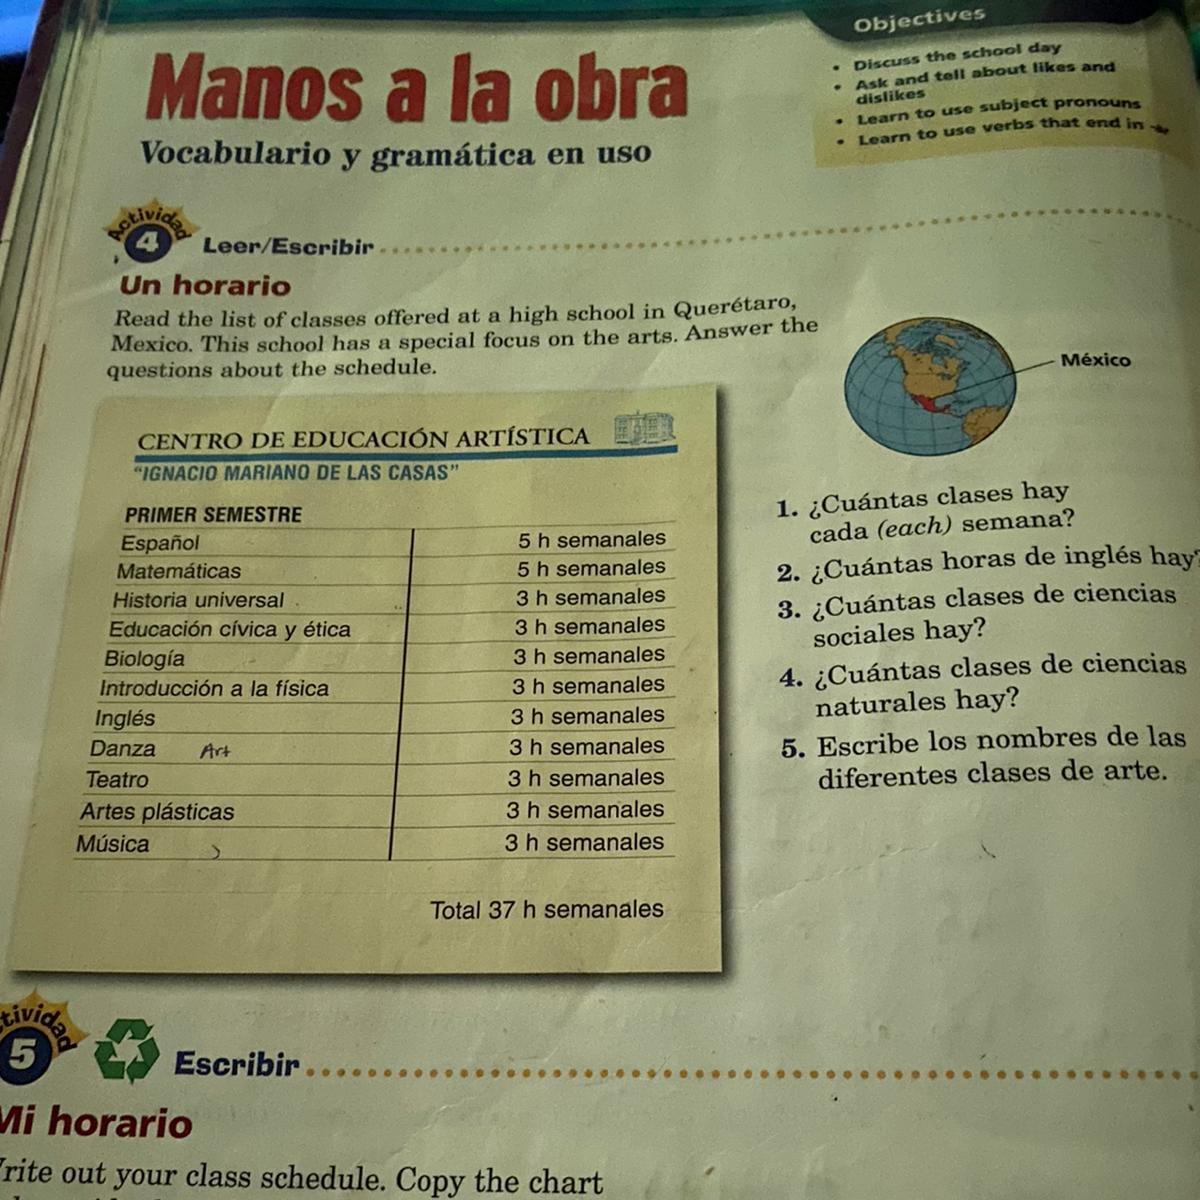 Objectives
• Discuss the school day
• Ask and tell about likes and
dislikes
• Learn to use subject pronouns
• Learn to use verbs that end in -ar
Manos a la obra
Vocabulario y gramática en uso
Actividad
4
Leer/Escribir
Un horario
Read the list of classes offered at a high school in Querétaro,
Mexico. This school has a special focus on the arts. Answer the
questions about the schedule.
México
CENTRO DE EDUCACIÓN ARTÍSTICA
"IGNACIO MARIANO DE LAS CASAS"
PRIMER SEMESTRE
Español 5 h semanales
Matemáticas 5 h semanales
Historia universal 3 h semanales
Educación cívica y ética 3 h semanales
Biología 3 h semanales
Introducción a la física 3 h semanales
Inglés 3 h semanales
Danza Art 3 h semanales
Teatro 3 h semanales
Artes plásticas 3 h semanales
Música 3 h semanales
Total 37 h semanales
1. ¿Cuántas clases hay
cada (each) semana?
2. ¿Cuántas horas de inglés hay?
3. ¿Cuántas clases de ciencias
sociales hay?
4. ¿Cuántas clases de ciencias
naturales hay?
5. Escribe los nombres de las
diferentes clases de arte.
ctividad
5
Escribir
Mi horario
Write out your class schedule. Copy the chart